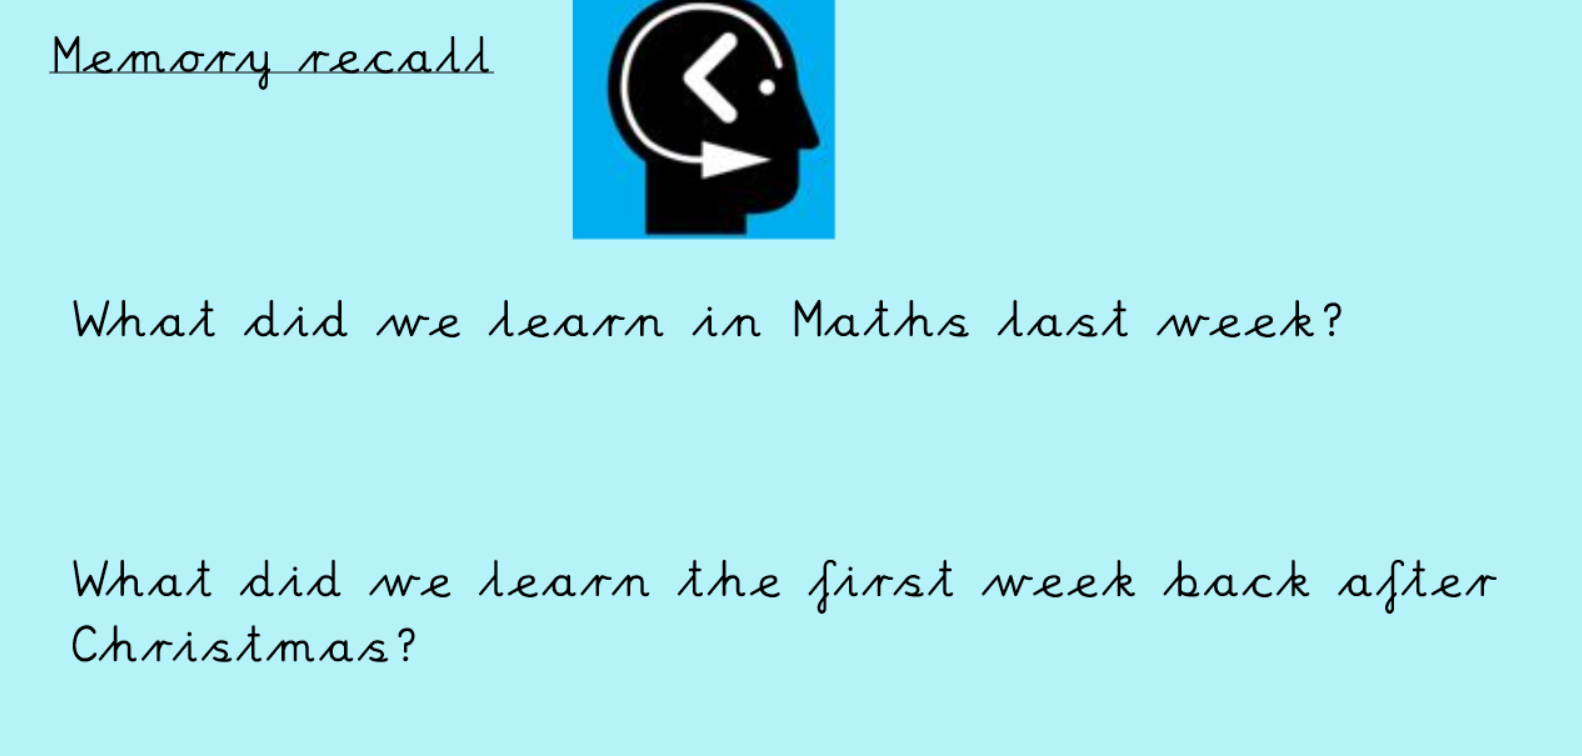 Memory recall
What did we learn in Maths last week?
What did we learn the first week back after
Christmas?